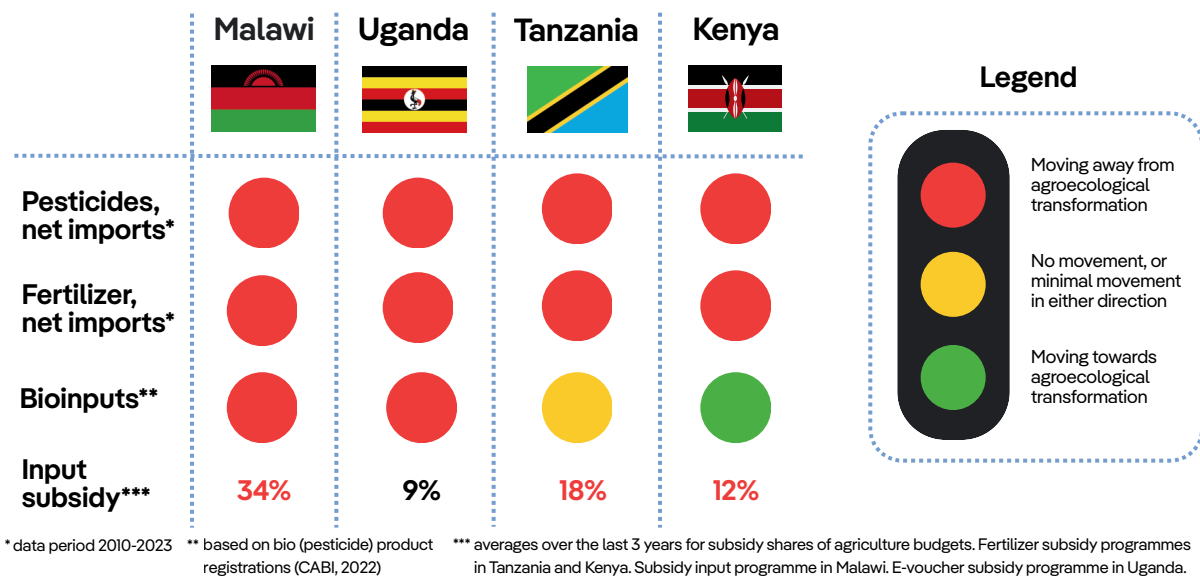 Malawi Uganda Tanzania Kenya
Legend
Pesticides,
net imports*
Fertilizer,
net imports*
Bioinputs**
Input
subsidy***
34% 9% 18% 12%
Moving away from
agroecological
transformation
No movement, or
minimal movement
in either direction
Moving towards
agroecological
transformation
* data period 2010-2023
** based on bio (pesticide) product
registrations (CABI, 2022)
*** averages over the last 3 years for subsidy shares of agriculture budgets. Fertilizer subsidy programmes
in Tanzania and Kenya. Subsidy input programme in Malawi. E-voucher subsidy programme in Uganda.